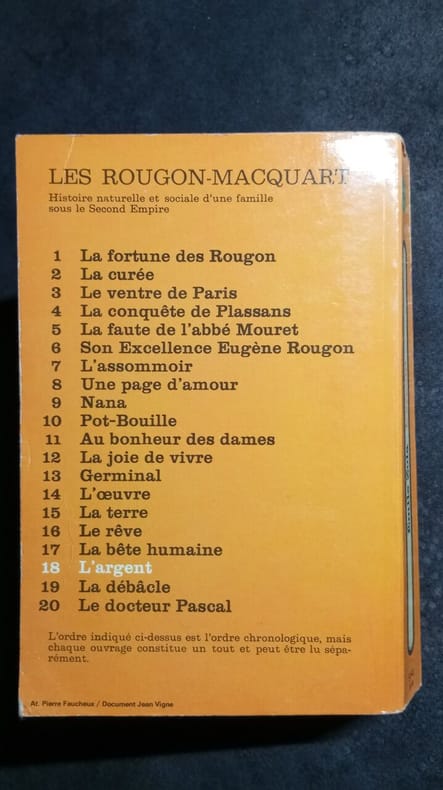 LES ROUGON-MACQUART
Histoire naturelle et sociale d'une famille
sous le Second Empire
1 La fortune des Rougon
2 La curée
3 Le ventre de Paris
4 La conquête de Plassans
5 La faute de l'abbé Mouret
6 Son Excellence Eugène Rougon
7 L'assommoir
8 Une page d'amour
9 Nana
10 Pot-Bouille
11 Au bonheur des dames
12 La joie de vivre
13 Germinal
14 L'œuvre
15 La terre
16 Le rêve
17 La bête humaine
18 L'argent
19 La débâcle
20 Le docteur Pascal
L'ordre indiqué ci-dessus est l'ordre chronologique, mais
chaque ouvrage constitue un tout et peut être lu sépa-
rément.
At. Pierre Faucheux / Document Jean Vigne